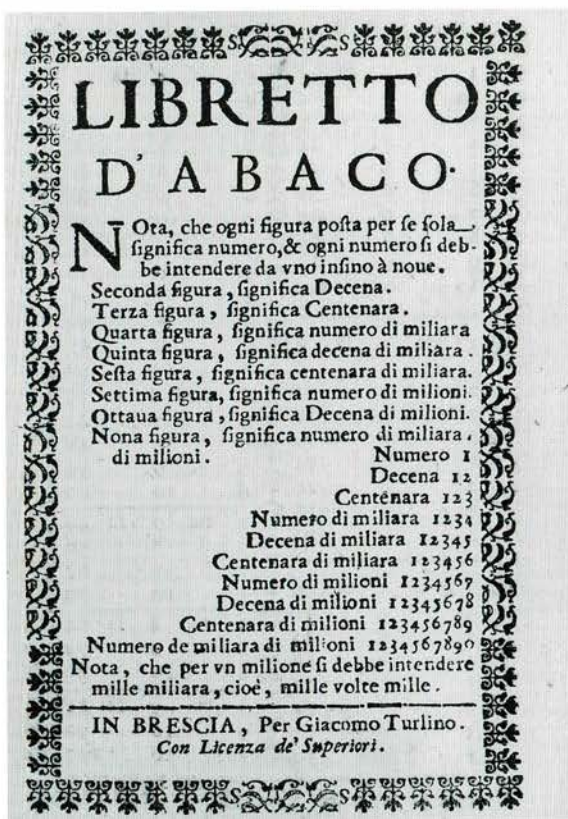 LIBRETTO
D'ABACO.
NOta, che ogni figura posta per se sola
significa numero, & ogni numero si deb-
be intendere da vno insino à noue.
Seconda figura, significa Decena.
Terza figura, significa Centenara.
Quarta figura, significa numero di miliara
Quinta figura, significa decena di miliara.
Sesta figura, significa centenara di miliara.
Settima figura, significa numero di milioni.
Ottaua figura, significa Decena di milioni.
Nona figura, significa numero di miliara.
di milioni. Numero 1
Decena 12
Centenara 123
Numero di miliara 1234
Decena di miliara 12345
Centenara di miliara 123456
Numero di milioni 1234567
Decena di milioni 12345678
Centenara di milioni 123456789
Numero de miliara di milioni 1234567890
Nota, che per vn milione si debbe intendere
mille miliara, cioè, mille volte mille.
IN BRESCIA, Per Giacomo Turlino.
Con Licenza de' Superiori.